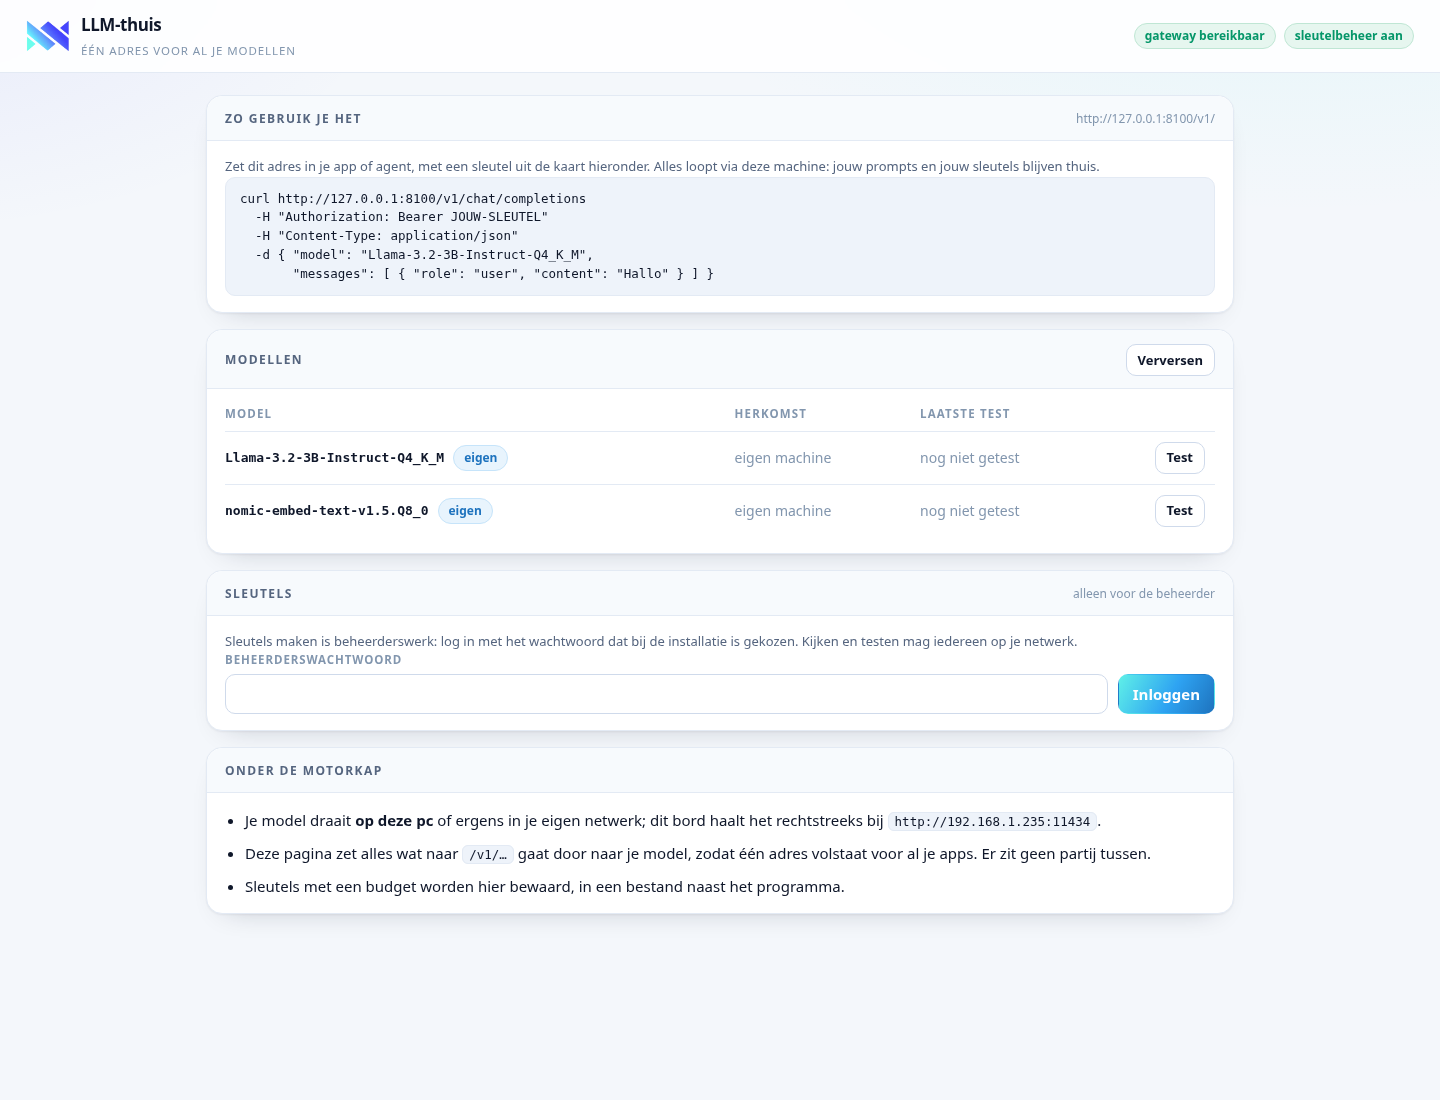 LLM-thuis
ÉÉN ADRES VOOR AL JE MODELLEN
gateway bereikbaar
sleutelbeheer aan
ZO GEBRUIK JE HET
http://127.0.0.1:8100/v1/
Zet dit adres in je app of agent, met een sleutel uit de kaart hieronder. Alles loopt via deze machine: jouw prompts en jouw sleutels blijven thuis.
curl http://127.0.0.1:8100/v1/chat/completions
  -H "Authorization: Bearer JOUW-SLEUTEL"
  -H "Content-Type: application/json"
  -d { "model": "Llama-3.2-3B-Instruct-Q4_K_M",
       "messages": [ { "role": "user", "content": "Hallo" } ] }
MODELLEN
Verversen
MODEL HERKOMST LAATSTE TEST
Llama-3.2-3B-Instruct-Q4_K_M eigen eigen machine nog niet getest Test
nomic-embed-text-v1.5.Q8_0 eigen eigen machine nog niet getest Test
SLEUTELS
alleen voor de beheerder
Sleutels maken is beheerderswerk: log in met het wachtwoord dat bij de installatie is gekozen. Kijken en testen mag iedereen op je netwerk.
BEHEERDERSWACHTWOORD
Inloggen
ONDER DE MOTORKAP
• Je model draait op deze pc of ergens in je eigen netwerk; dit bord haalt het rechtstreeks bij http://192.168.1.235:11434.
• Deze pagina zet alles wat naar /v1/… gaat door naar je model, zodat één adres volstaat voor al je apps. Er zit geen partij tussen.
• Sleutels met een budget worden hier bewaard, in een bestand naast het programma.